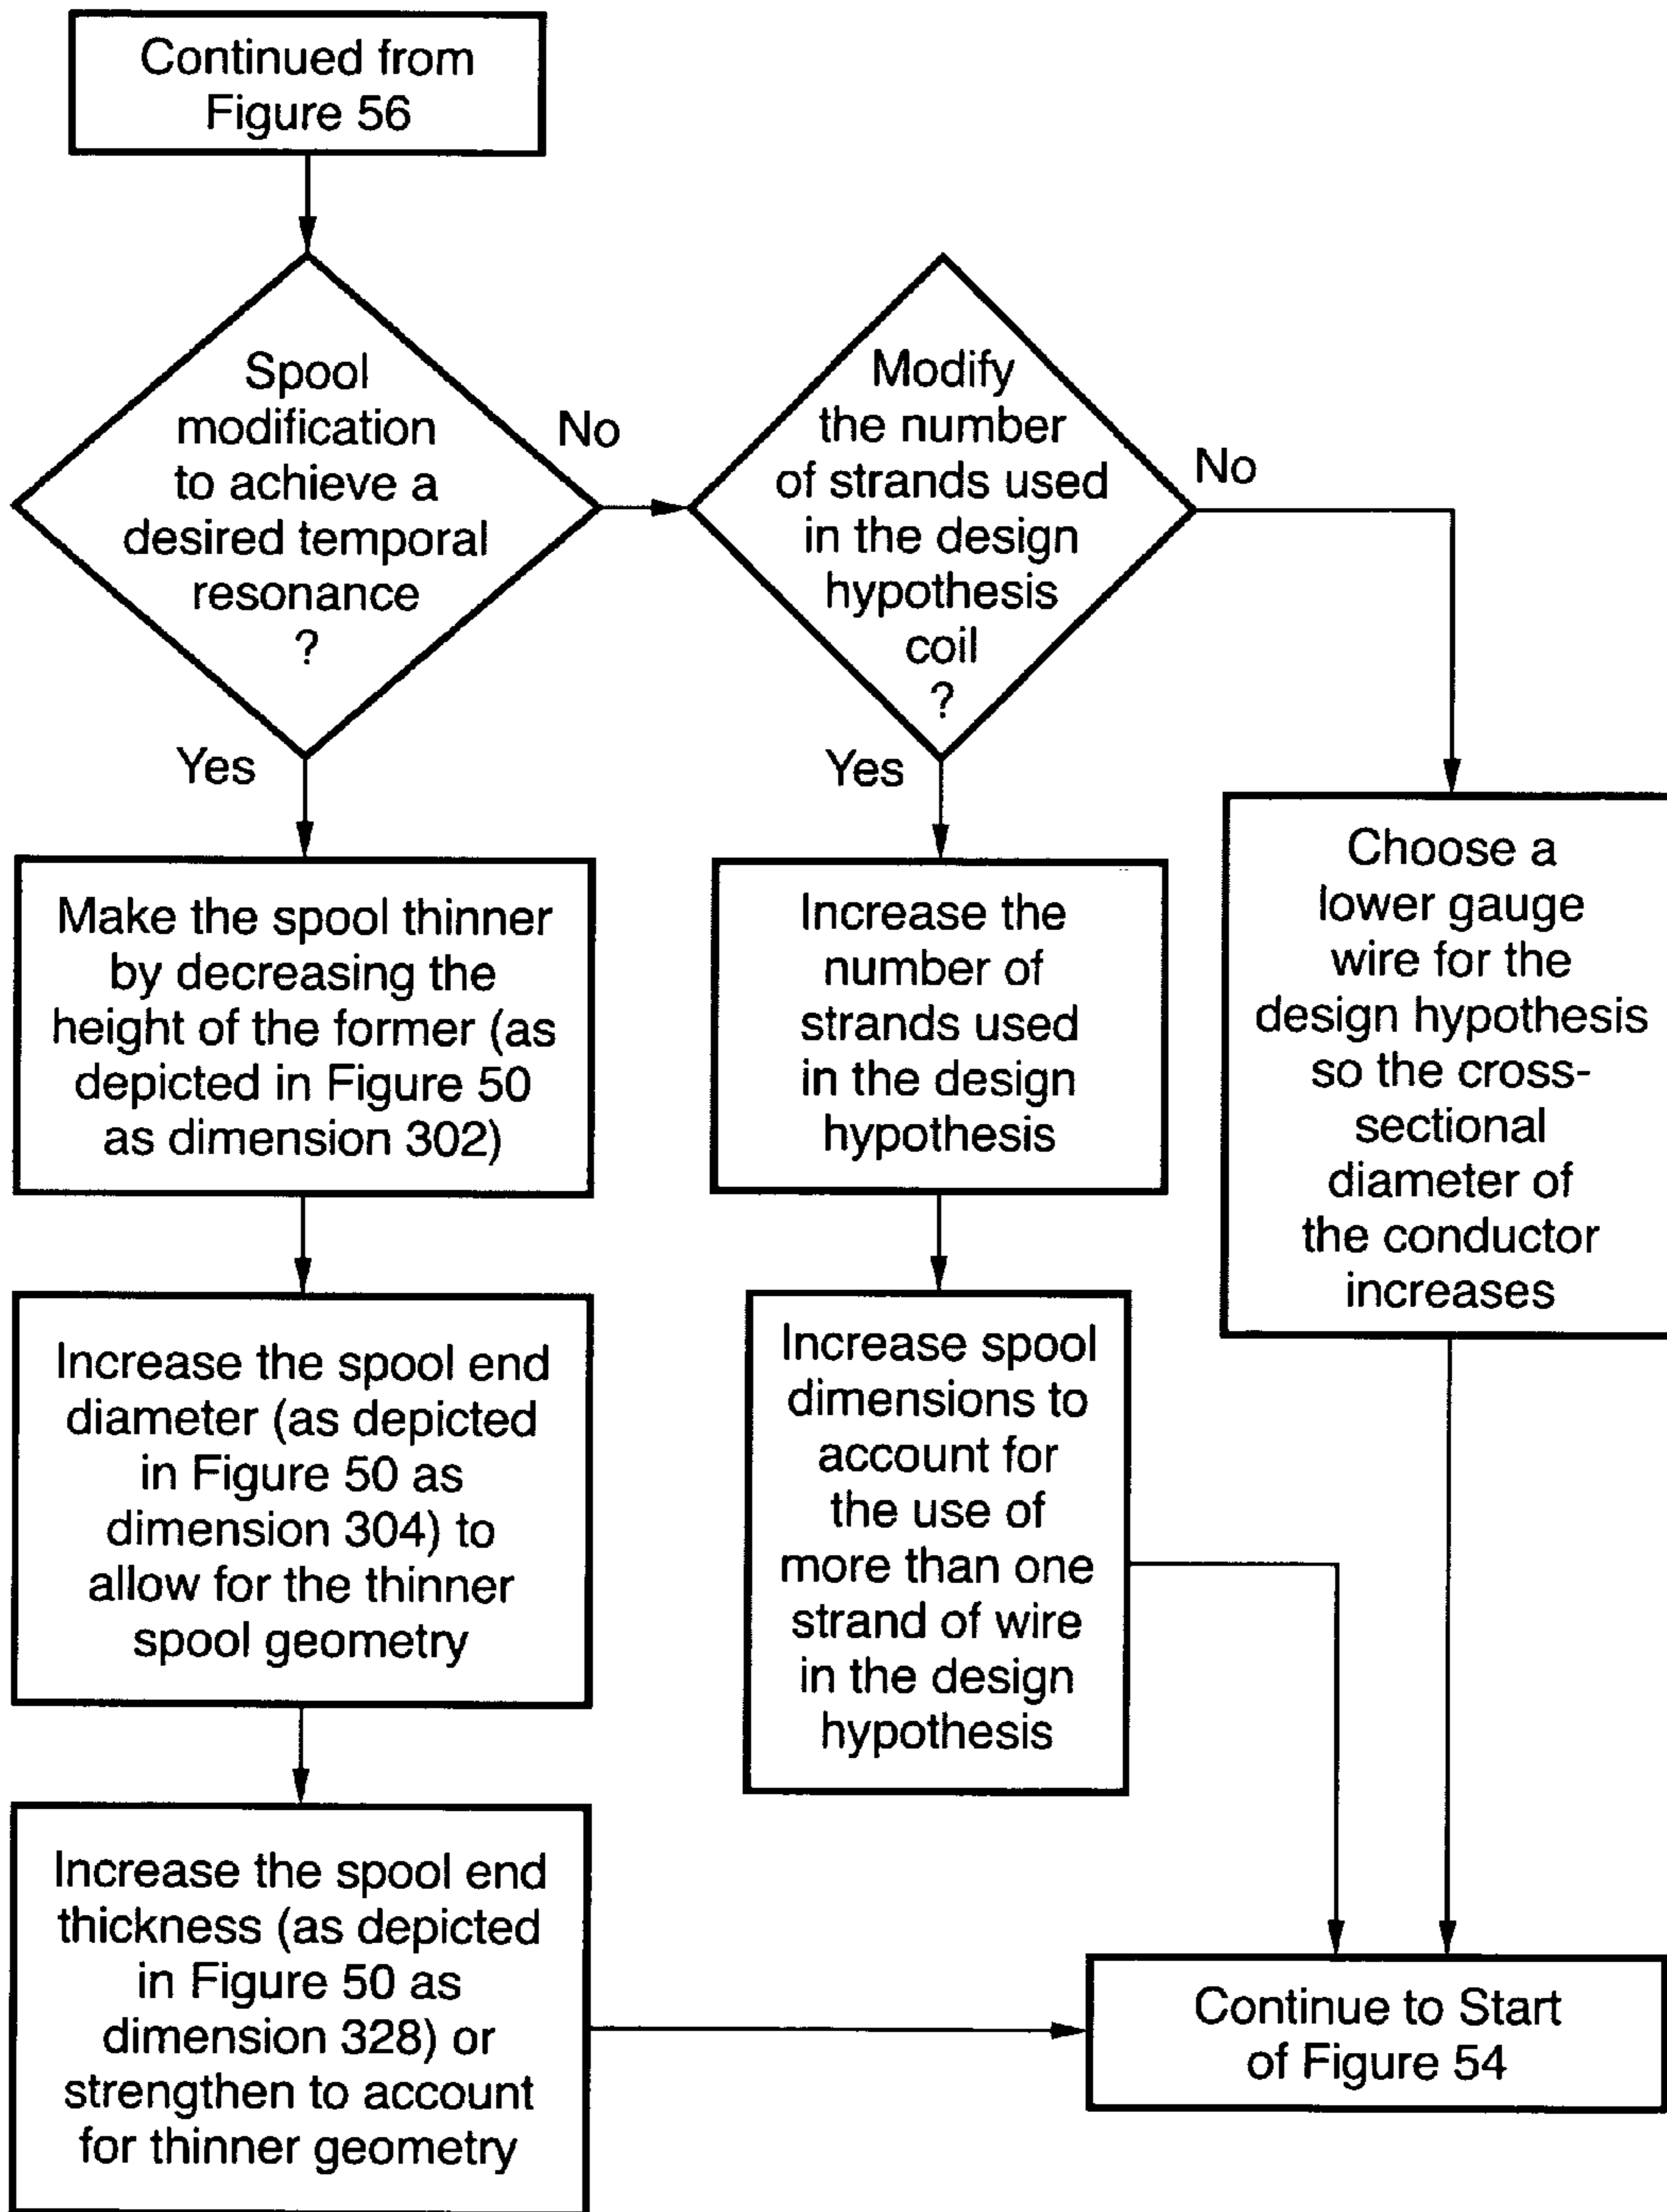 Continued from
Figure 56
Spool
modification
to achieve a
desired temporal
resonance
?
No
Yes
Modify
the number
of strands used
in the design
hypothesis
coil
?
No
Yes
Make the spool thinner
by decreasing the
height of the former (as
depicted in Figure 50
as dimension 302)
Increase the
number of
strands used
in the design
hypothesis
Choose a
lower gauge
wire for the
design hypothesis
so the cross-
sectional
diameter of
the conductor
increases
Increase the spool end
diameter (as depicted
in Figure 50 as
dimension 304) to
allow for the thinner
spool geometry
Increase spool
dimensions to
account for
the use of
more than one
strand of wire
in the design
hypothesis
Increase the spool end
thickness (as depicted
in Figure 50 as
dimension 328) or
strengthen to account
for thinner geometry
Continue to Start
of Figure 54